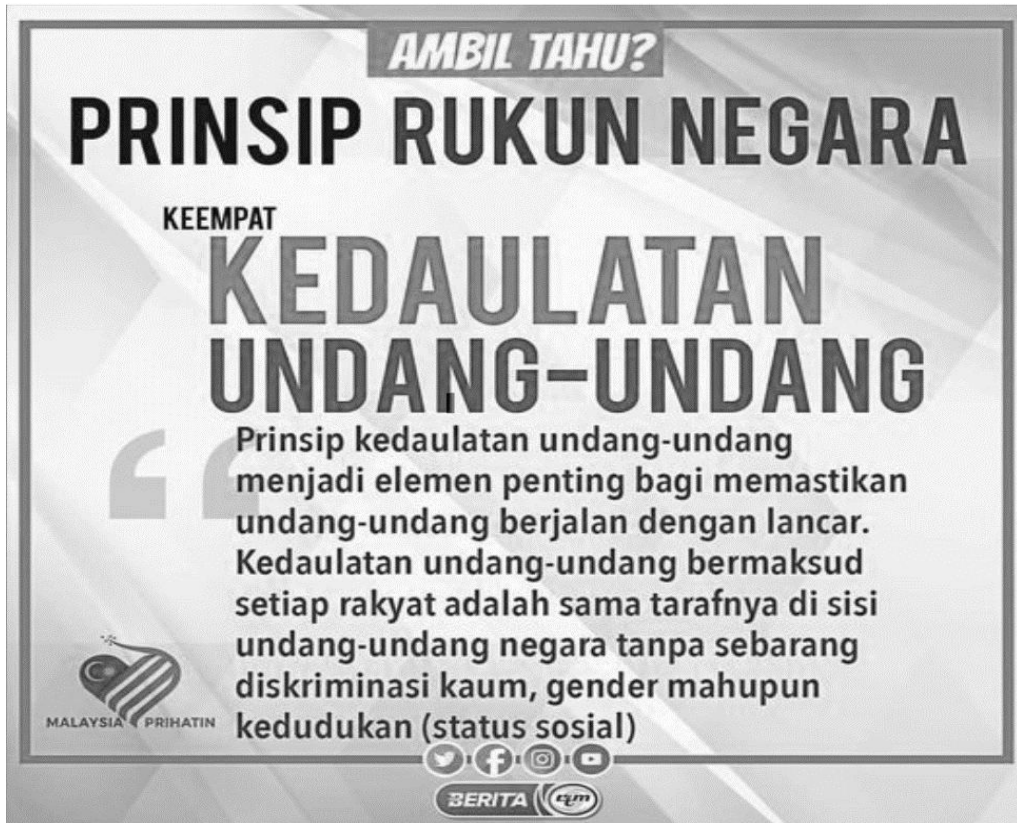 AMBIL TAHU?
PRINSIP RUKUN NEGARA
KEEMPAT
KEDAULATAN
UNDANG-UNDANG
Prinsip kedaulatan undang-undang
menjadi elemen penting bagi memastikan
undang-undang berjalan dengan lancar.
Kedaulatan undang-undang bermaksud
setiap rakyat adalah sama tarafnya di sisi
undang-undang negara tanpa sebarang
diskriminasi kaum, gender mahupun
kedudukan (status sosial)
MALAYSIA PRIHATIN
BERITA